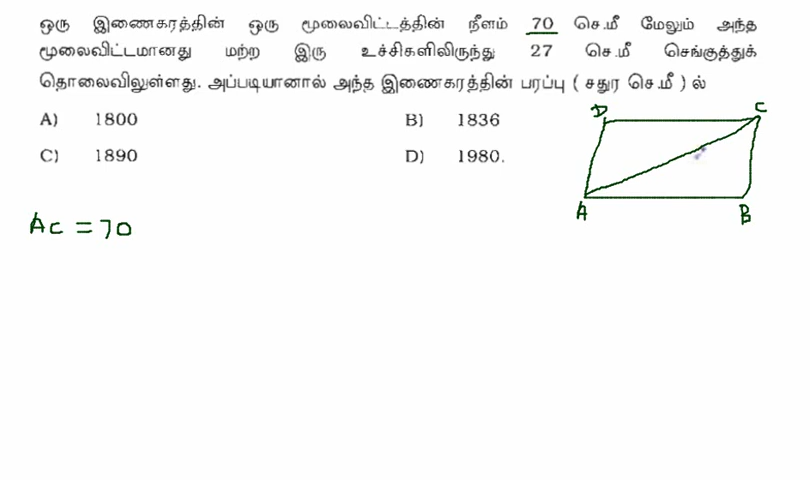 ஒரு இணைகரத்தின் ஒரு மூலைவிட்டத்தின் நீளம் 70 செ.மீ மேலும் அந்த
மூலைவிட்டமானது மற்ற இரு உச்சிகளிலிருந்து 27 செ.மீ செங்குத்துக்
தொலைவிலுள்ளது. அப்படியானால் அந்த இணைகரத்தின் பரப்பு ( சதுர செ.மீ ) ல்
A) 1800 B) 1836
C) 1890 D) 1980.
D C
A B
AC = 70